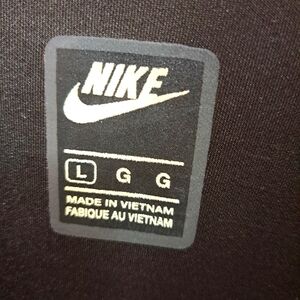 NIKE
L G G
MADE IN VIETNAM
FABIQUE AU VIETNAM